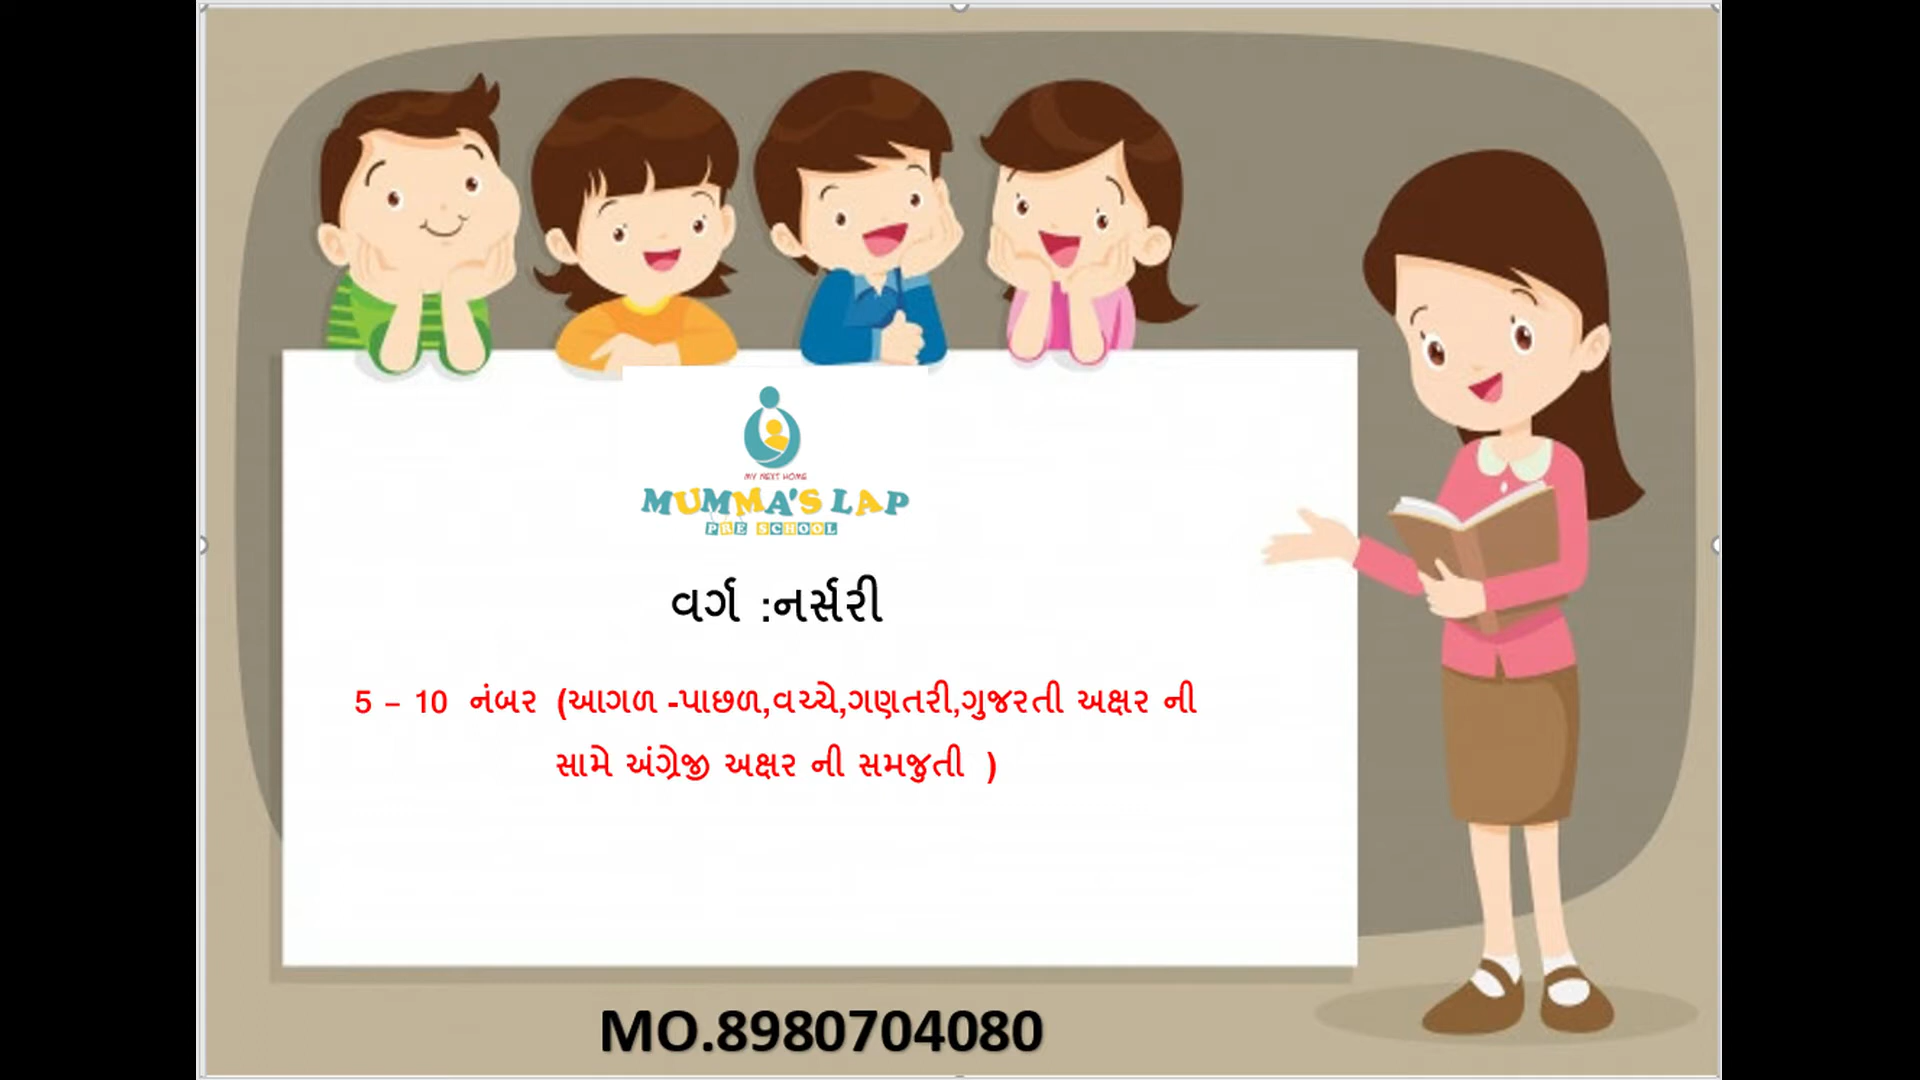 MY NEXT HOME
MUMMA'S LAP
PRE SCHOOL
વર્ગ :નર્સરી
5 – 10 નંબર (આગળ -પાછળ,વચ્ચે,ગણતરી,ગુજરતી અક્ષર ની
સામે અંગ્રેજી અક્ષર ની સમજુતી )
MO.8980704080